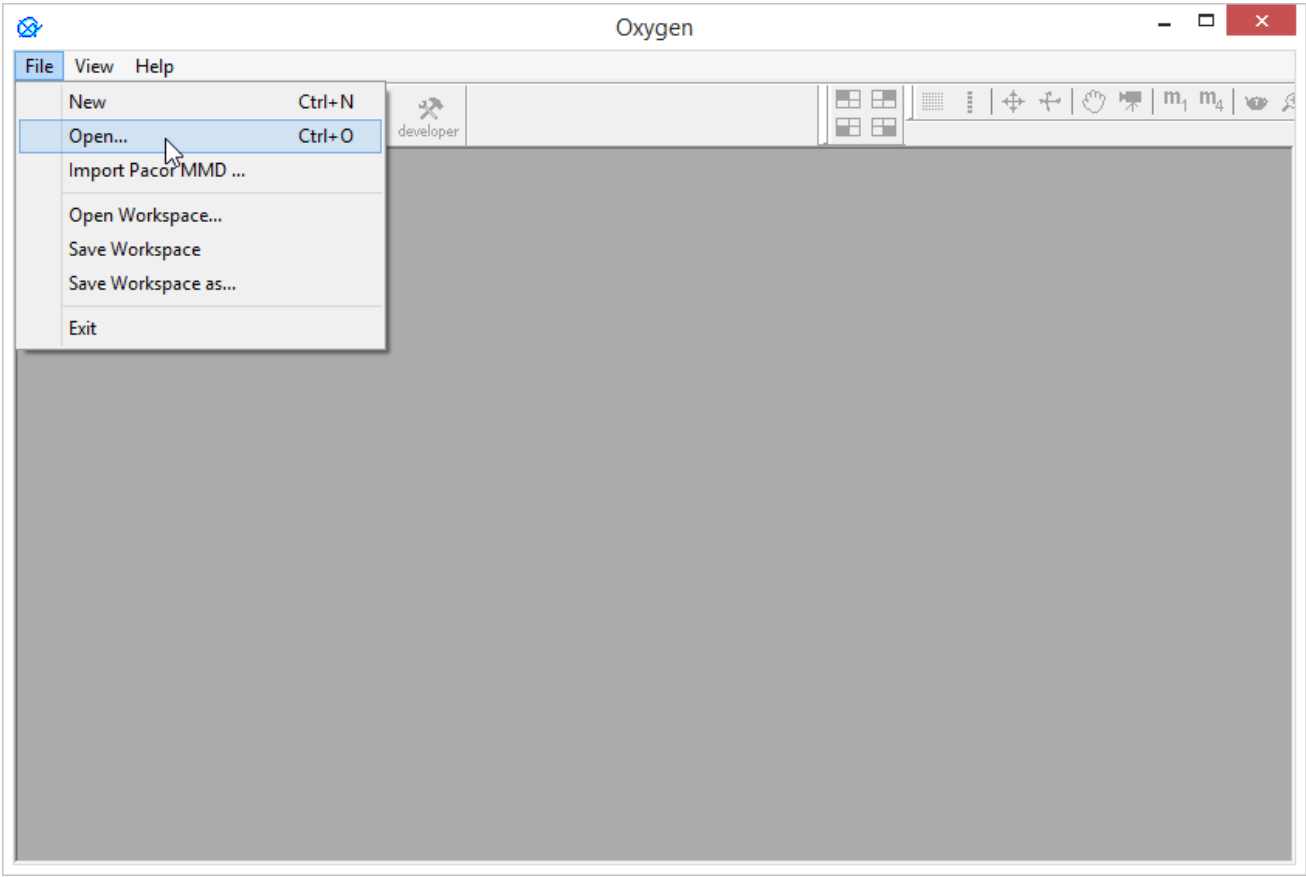 Oxygen
File View Help
New Ctrl+N
Open... Ctrl+O
Import Pacor MMD ...
Open Workspace...
Save Workspace
Save Workspace as...
Exit
developer
m1 m4